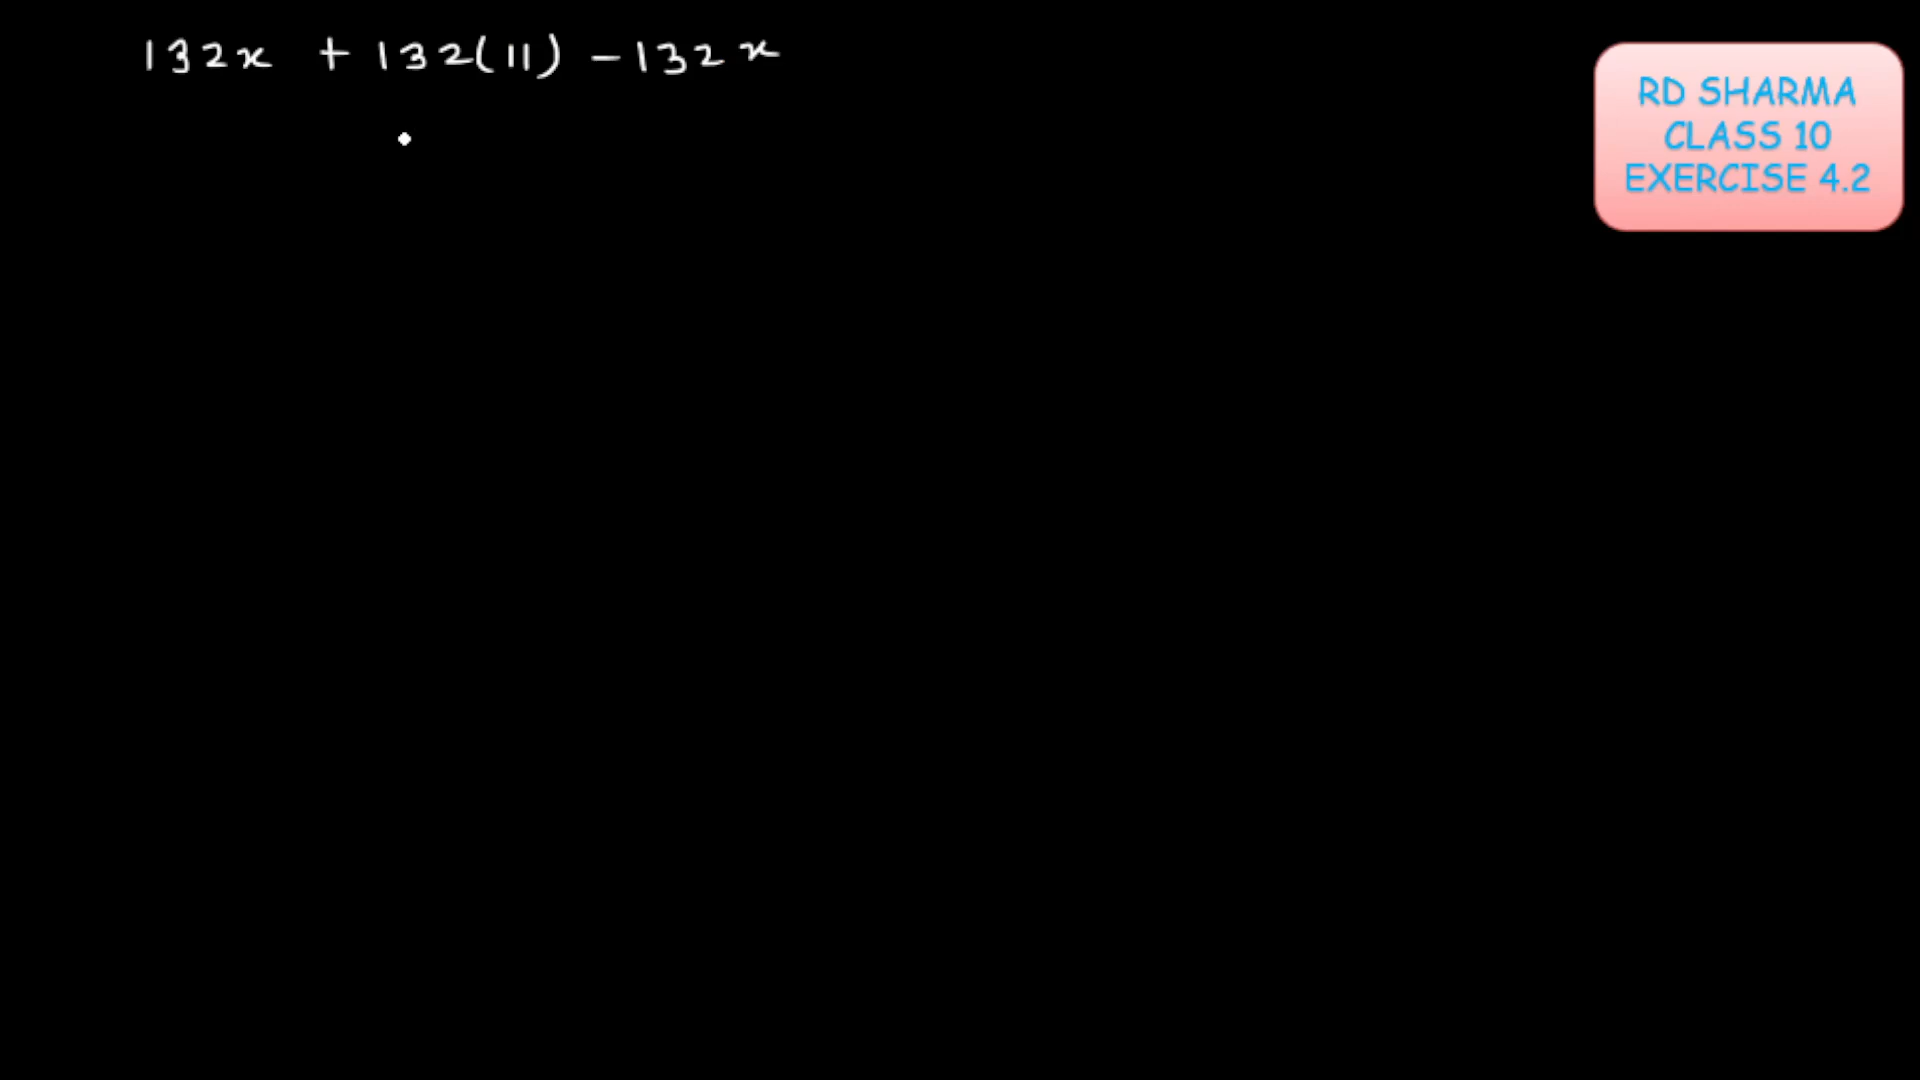 132x + 132(11) - 132x
RD SHARMA
CLASS 10
EXERCISE 4.2